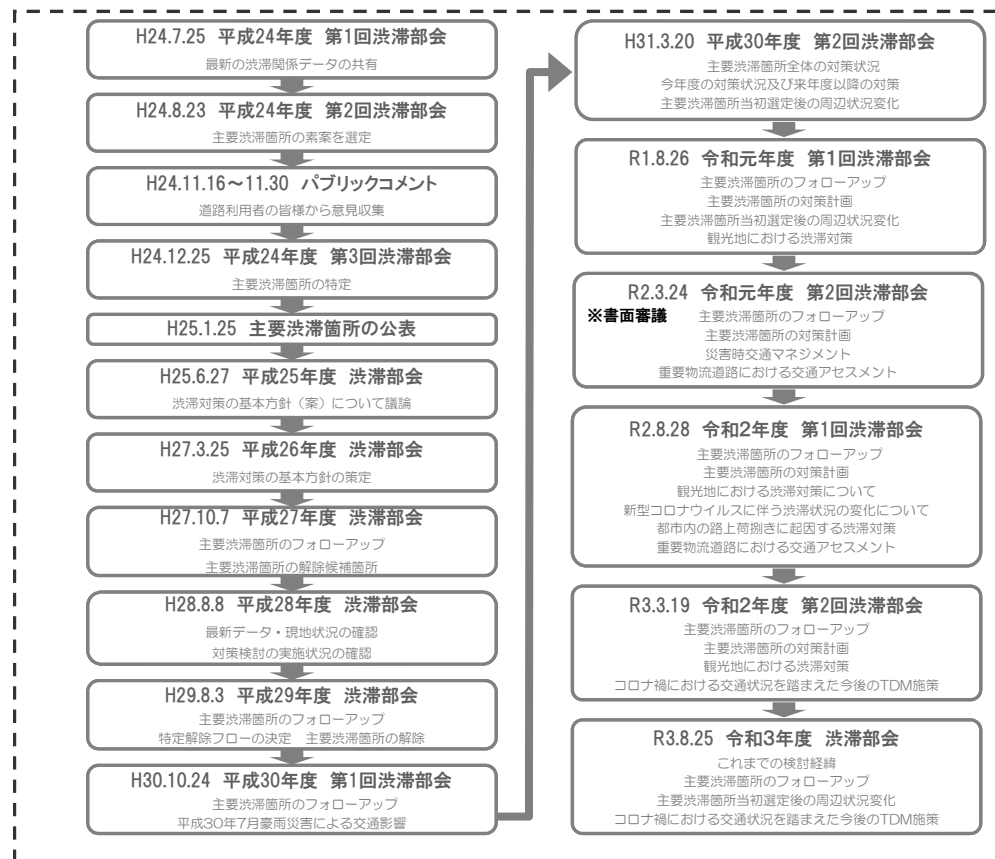 H24.7.25 平成24年度 第1回渋滞部会
最新の渋滞関係データの共有
H24.8.23 平成24年度 第2回渋滞部会
主要渋滞箇所の素案を選定
H24.11.16～11.30 パブリックコメント
道路利用者の皆様から意見収集
H24.12.25 平成24年度 第3回渋滞部会
主要渋滞箇所の特定
H25.1.25 主要渋滞箇所の公表
H25.6.27 平成25年度 渋滞部会
渋滞対策の基本方針（案）について議論
H27.3.25 平成26年度 渋滞部会
渋滞対策の基本方針の策定
H27.10.7 平成27年度 渋滞部会
主要渋滞箇所のフォローアップ
主要渋滞箇所の解除候補箇所
H28.8.8 平成28年度 渋滞部会
最新データ・現地状況の確認
対策検討の実施状況の確認
H29.8.3 平成29年度 渋滞部会
主要渋滞箇所のフォローアップ
特定解除フローの決定 主要渋滞箇所の解除
H30.10.24 平成30年度 第1回渋滞部会
主要渋滞箇所のフォローアップ
平成30年7月豪雨災害による交通影響
H31.3.20 平成30年度 第2回渋滞部会
主要渋滞箇所全体の対策状況
今年度の対策状況及び来年度以降の対策
主要渋滞箇所当初選定後の周辺状況変化
R1.8.26 令和元年度 第1回渋滞部会
主要渋滞箇所のフォローアップ
主要渋滞箇所の対策計画
主要渋滞箇所当初選定後の周辺状況変化
観光地における渋滞対策
R2.3.24 令和元年度 第2回渋滞部会
※書面審議 主要渋滞箇所のフォローアップ
主要渋滞箇所の対策計画
災害時交通マネジメント
重要物流道路における交通アセスメント
R2.8.28 令和2年度 第1回渋滞部会
主要渋滞箇所のフォローアップ
主要渋滞箇所の対策計画
観光地における渋滞対策について
新型コロナウイルスに伴う渋滞状況の変化について
都市内の路上荷捌きに起因する渋滞対策
重要物流道路における交通アセスメント
R3.3.19 令和2年度 第2回渋滞部会
主要渋滞箇所のフォローアップ
主要渋滞箇所の対策計画
観光地における渋滞対策
コロナ禍における交通状況を踏まえた今後のTDM施策
R3.8.25 令和3年度 渋滞部会
これまでの検討経緯
主要渋滞箇所のフォローアップ
主要渋滞箇所当初選定後の周辺状況変化
コロナ禍における交通状況を踏まえた今後のTDM施策